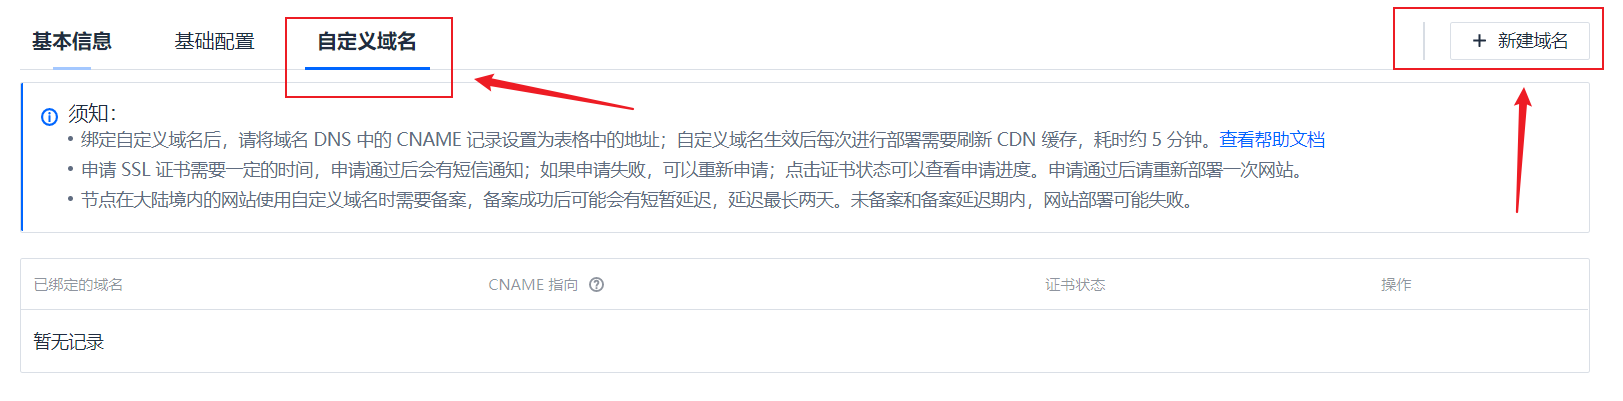 基本信息 基础配置 自定义域名 + 新建域名
须知：
• 绑定自定义域名后，请将域名 DNS 中的 CNAME 记录设置为表格中的地址；自定义域名生效后每次进行部署需要刷新 CDN 缓存，耗时约 5 分钟。查看帮助文档
• 申请 SSL 证书需要一定的时间，申请通过后会有短信通知；如果申请失败，可以重新申请；点击证书状态可以查看申请进度。申请通过后请重新部署一次网站。
• 节点在大陆境内的网站使用自定义域名时需要备案，备案成功后可能会有短暂延迟，延迟最长两天。未备案和备案延迟期内，网站部署可能失败。
已绑定的域名 CNAME 指向 证书状态 操作
暂无记录